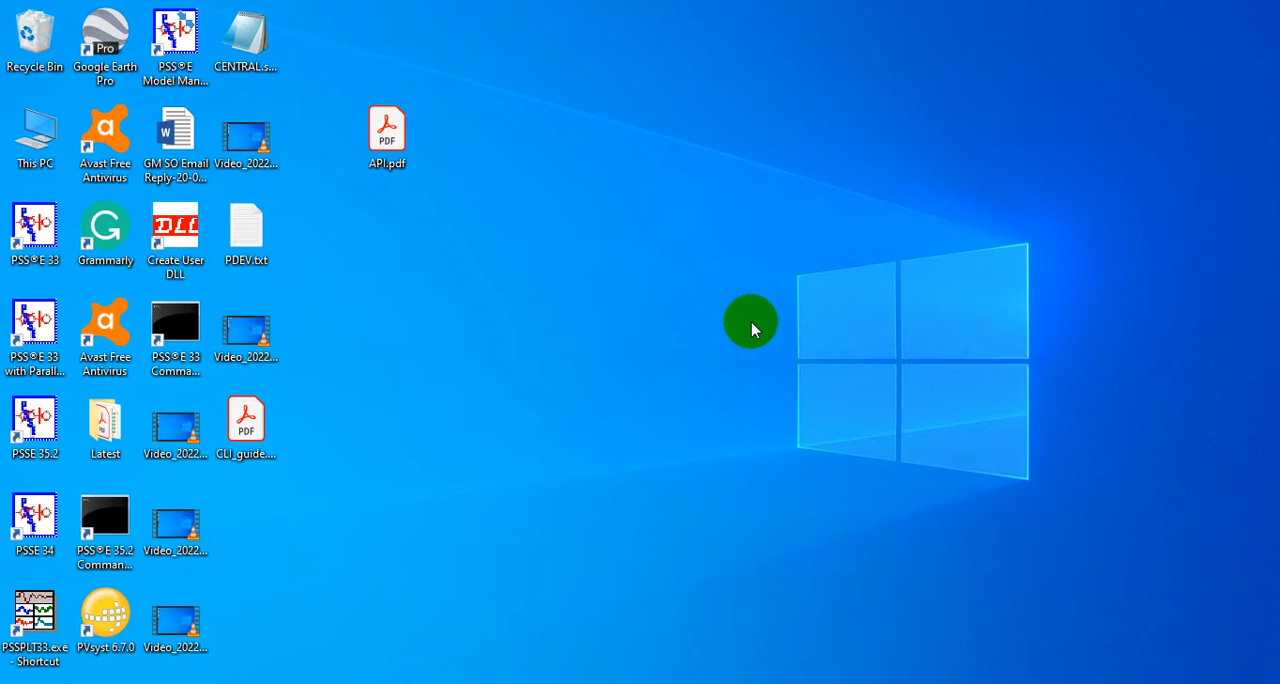 Recycle Bin
Pro
Google Earth
Pro
PSS®E
Model Man...
CENTRAL.s...
This PC
a
Avast Free
Antivirus
W
GM SO Email
Reply-20-0...
Video_2022...
PDF
API.pdf
PSS®E 33
G
Grammarly
DLL
Create User
DLL
PDEV.txt
PSS®E 33
with Parall...
a
Avast Free
Antivirus
PSS®E 33
Comma...
Video_2022...
PSSE 35.2
Latest
Video_2022...
PDF
CLI_guide....
PSSE 34
PSS®E 35.2
Comman...
Video_2022...
PSSPLT33.exe
- Shortcut
PVsyst 6.7.0
Video_2022...